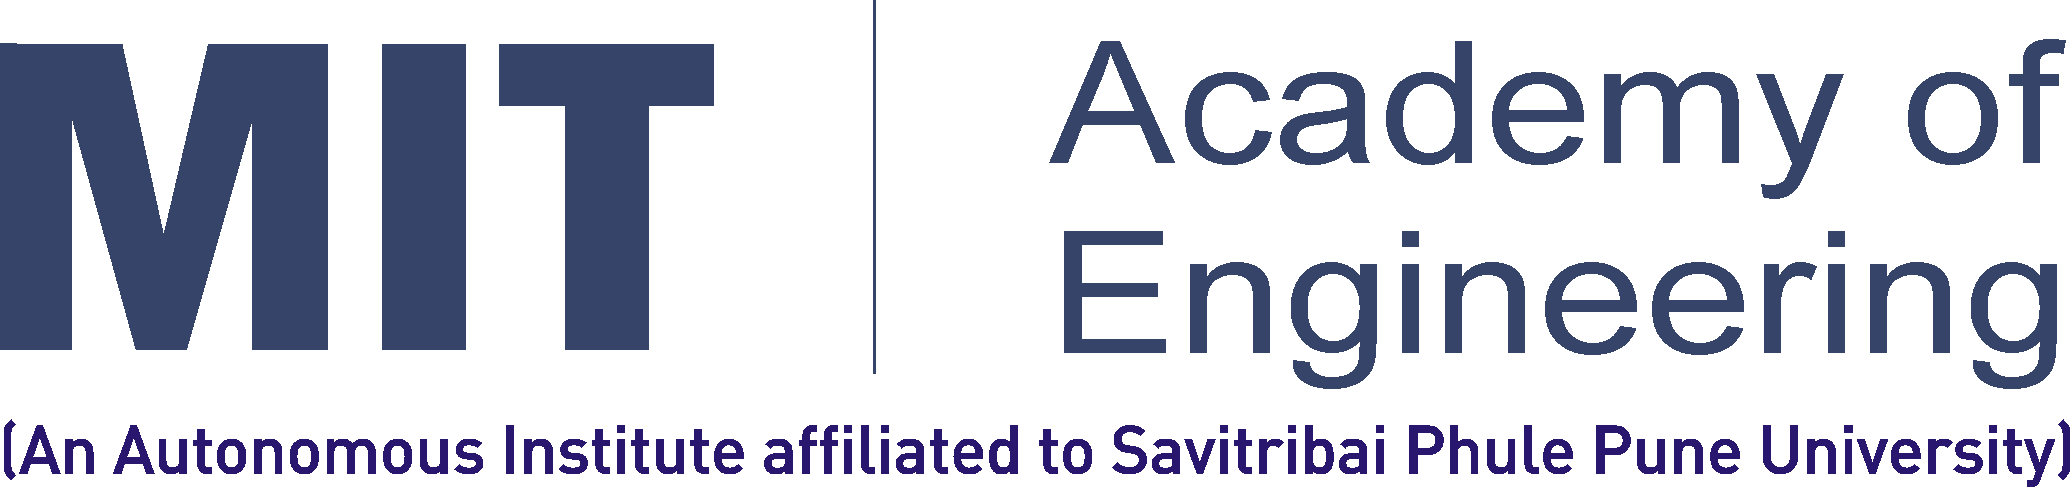 MIT
Academy of
Engineering
(An Autonomous Institute affiliated to Savitribai Phule Pune University)